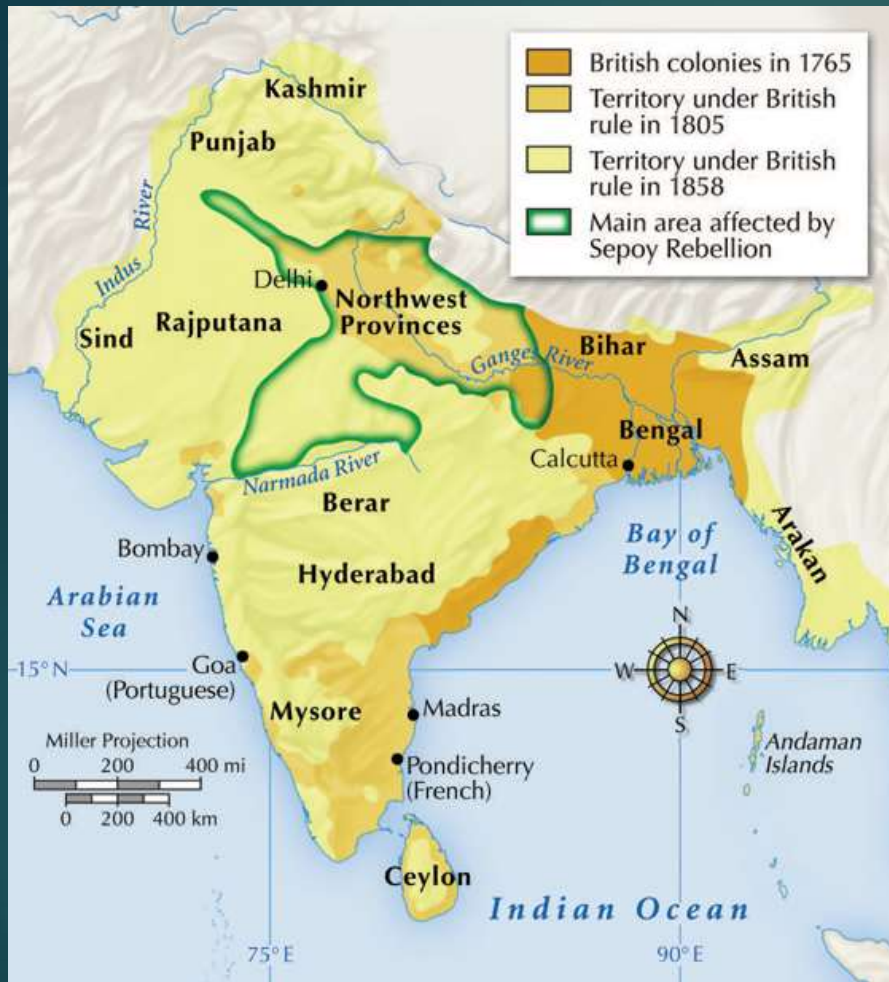 British colonies in 1765
Territory under British
rule in 1805
Territory under British
rule in 1858
Main area affected by
Sepoy Rebellion
Kashmir
Punjab
Indus River
Delhi
Northwest
Provinces
Sind
Rajputana
Ganges River
Bihar
Assam
Bengal
Calcutta
Narmada River
Berar
Bombay
Hyderabad
Bay of
Bengal
Arakan
Arabian
Sea
N
W
E
S
15°N
Goa
(Portuguese)
Mysore
Madras
Miller Projection
0 200 400 mi
0 200 400 km
Pondicherry
(French)
Andaman
Islands
Ceylon
Indian Ocean
75°E
90°E